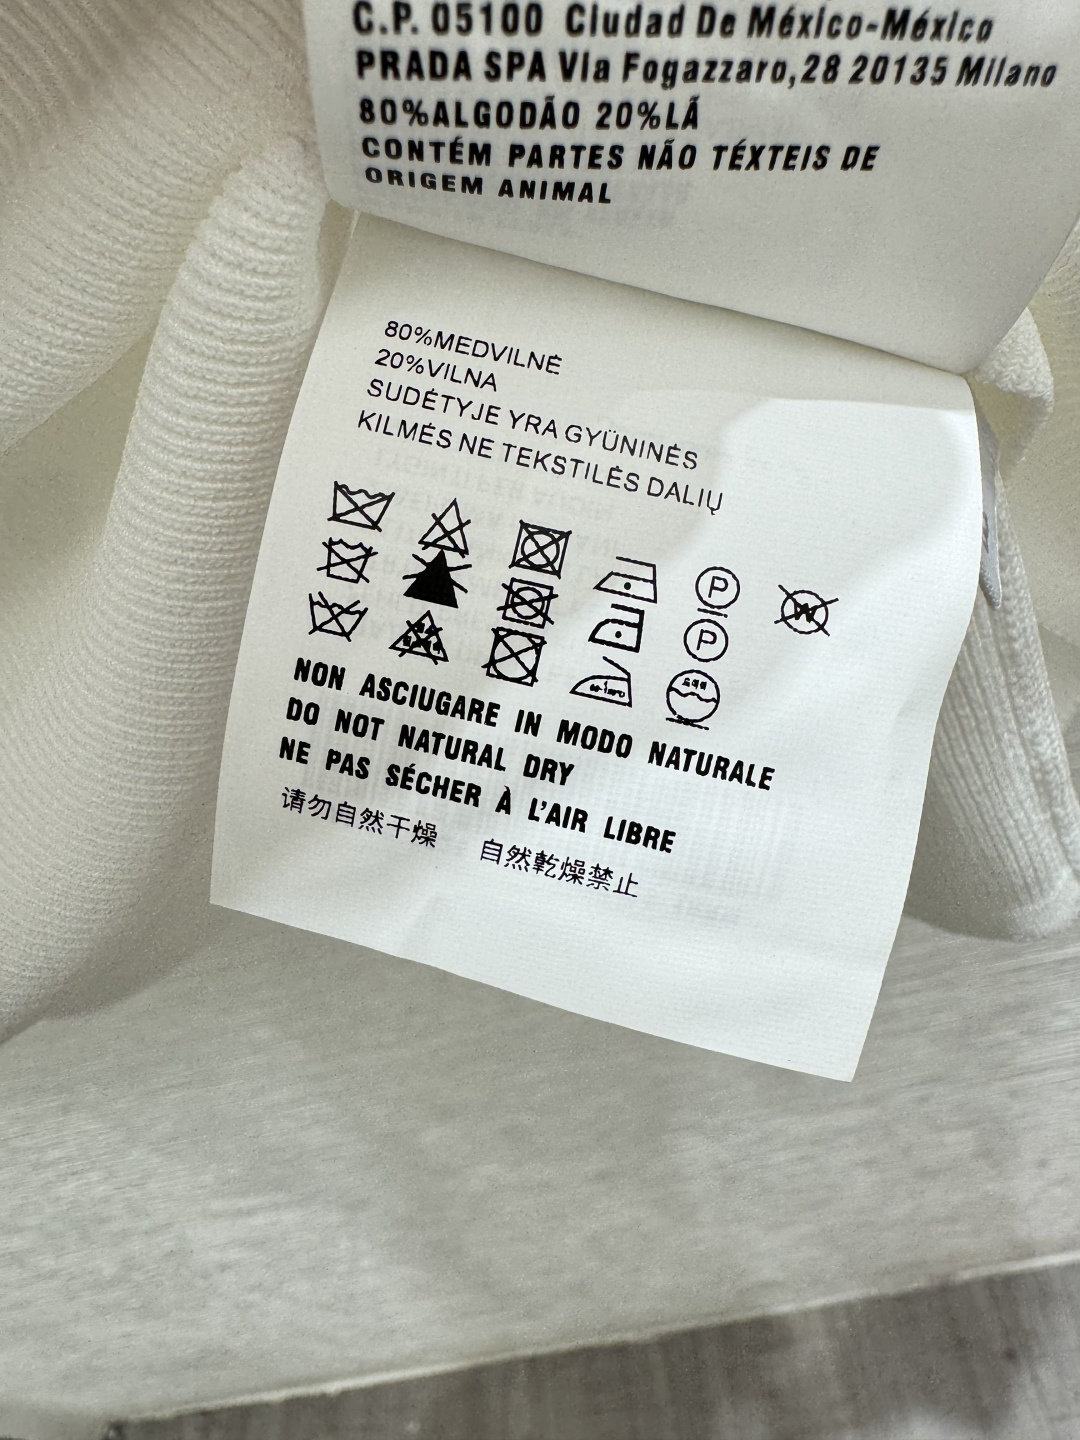 C.P. 05100 Ciudad De México-México
PRADA SPA Via Fogazzaro,28 20135 Milano
80%ALGODÃO 20%LÃ
CONTÉM PARTES NÃO TÉXTEIS DE
ORIGEM ANIMAL
80%MEDVILNĖ
20%VILNA
SUDĖTYJE YRA GYŪNINĖS
KILMĖS NE TEKSTILĖS DALIŲ
P
W
P
NON ASCIUGARE IN MODO NATURALE
DO NOT NATURAL DRY
NE PAS SÉCHER À L'AIR LIBRE
请勿自然干燥 自然乾燥禁止